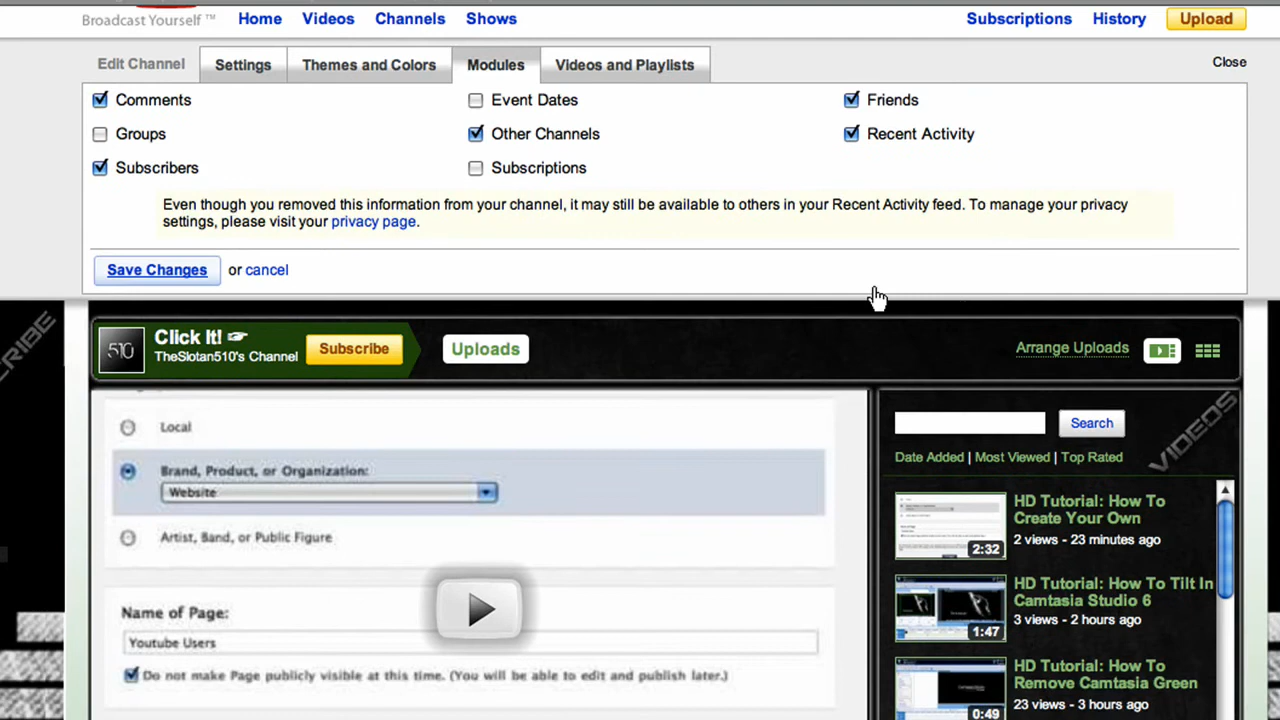 Broadcast Yourself™
Home Videos Channels Shows
Subscriptions History Upload
Edit Channel Settings Themes and Colors Modules Videos and Playlists Close
Comments Event Dates Friends
Groups Other Channels Recent Activity
Subscribers Subscriptions
Even though you removed this information from your channel, it may still be available to others in your Recent Activity feed. To manage your privacy
settings, please visit your privacy page.
Save Changes or cancel
510
Click It! ☞
TheSlotan510's Channel
Subscribe
Uploads
Arrange Uploads
Local
Brand, Product, or Organization:
Website
Artist, Band, or Public Figure
Name of Page:
Youtube Users
Do not make Page publicly visible at this time. (You will be able to edit and publish later.)
Search
VIDEOS
Date Added | Most Viewed | Top Rated
HD Tutorial: How To
Create Your Own
2 views - 23 minutes ago
2:32
HD Tutorial: How To Tilt In
Camtasia Studio 6
3 views - 2 hours ago
1:47
HD Tutorial: How To
Remove Camtasia Green
23 views - 3 hours ago
0:49